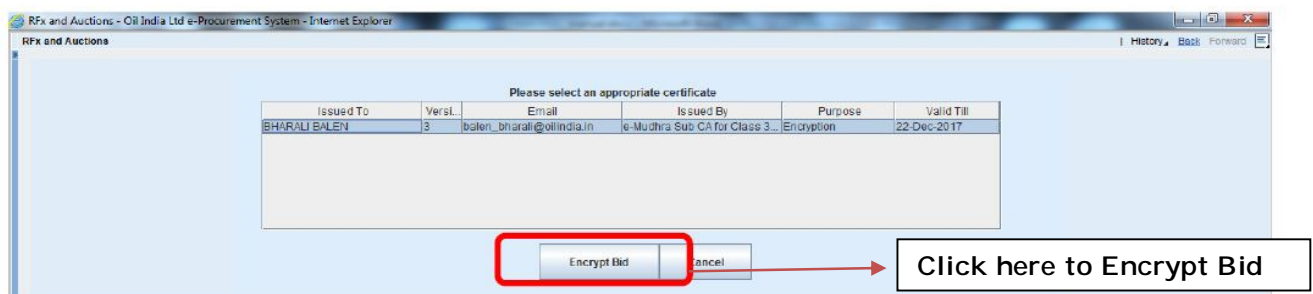 RFx and Auctions - Oil India Ltd e-Procurement System - Internet Explorer
RFx and Auctions
History Back Forward
Please select an appropriate certificate
Issued To Versi... Email Issued By Purpose Valid Till
BHARALI BALEN 3 balen_bharali@oilindia.in e-Mudhra Sub CA for Class 3... Encryption 22-Dec-2017
Encrypt Bid Cancel
Click here to Encrypt Bid